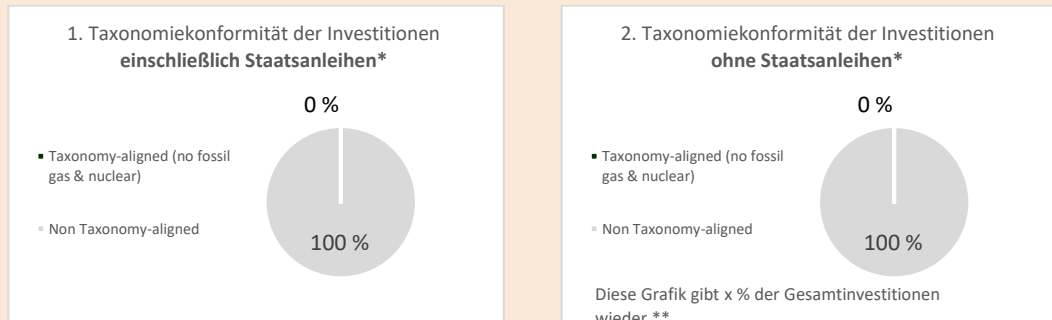 1. Taxonomiekonformität der Investitionen
einschließlich Staatsanleihen*
0 %
Taxonomy-aligned (no fossil
gas & nuclear)
Non Taxonomy-aligned
100 %
2. Taxonomiekonformität der Investitionen
ohne Staatsanleihen*
0 %
Taxonomy-aligned (no fossil
gas & nuclear)
Non Taxonomy-aligned
100 %
Diese Grafik gibt x % der Gesamtinvestitionen
wieder.**